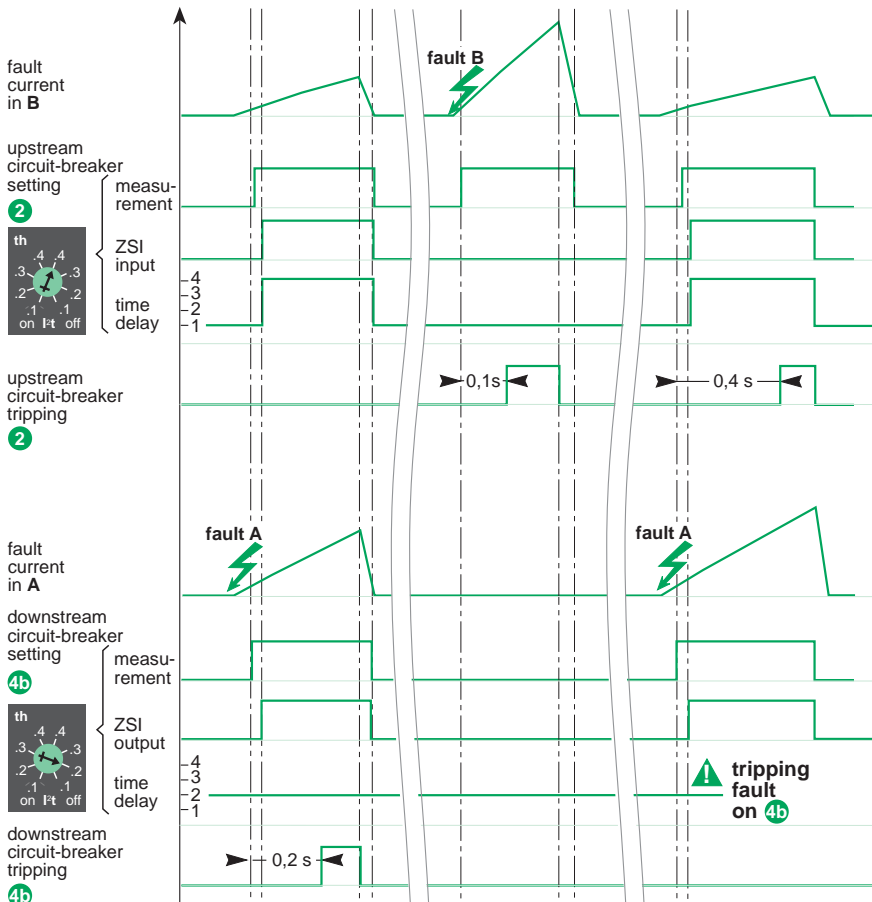 fault B
fault
current
in B
upstream
circuit-breaker
setting
2
measu-
rement
th
.4 .4
.3 .3
.2 .2
.1 .1
on I²t off
ZSI
input
4
3
2
1
time
delay
upstream
circuit-breaker
tripping
2
0,1s
0,4 s
fault A
fault A
fault
current
in A
downstream
circuit-breaker
setting
4b
measu-
rement
th
.4 .4
.3 .3
.2 .2
.1 .1
on I²t off
ZSI
output
4
3
2
1
time
delay
!
tripping
fault
on 4b
downstream
circuit-breaker
tripping
4b
0,2 s